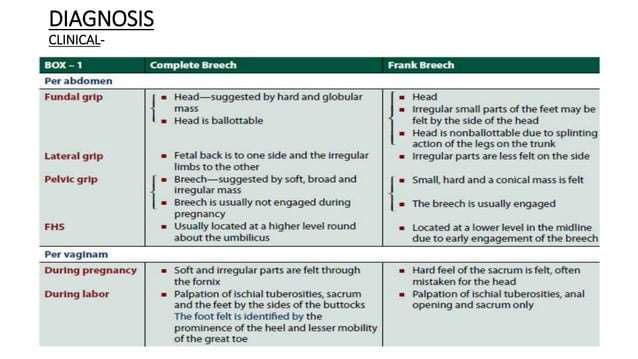 DIAGNOSIS
CLINICAL-
BOX – 1 Complete Breech Frank Breech
Per abdomen
Fundal grip
Head—suggested by hard and globular
mass
Head is ballottable
Head
Irregular small parts of the feet may be
felt by the side of the head
Head is nonballottable due to splinting
action of the legs on the trunk
Lateral grip
Fetal back is to one side and the irregular
limbs to the other
Irregular parts are less felt on the side
Pelvic grip
Breech—suggested by soft, broad and
irregular mass
Breech is usually not engaged during
pregnancy
Small, hard and a conical mass is felt
The breech is usually engaged
FHS
Usually located at a higher level round
about the umbilicus
Located at a lower level in the midline
due to early engagement of the breech
Per vaginam
During pregnancy
Soft and irregular parts are felt through
the fornix
Hard feel of the sacrum is felt, often
mistaken for the head
During labor
Palpation of ischial tuberosities, sacrum
and the feet by the sides of the buttocks
The foot felt is identified by the
prominence of the heel and lesser mobility
of the great toe
Palpation of ischial tuberosities, anal
opening and sacrum only